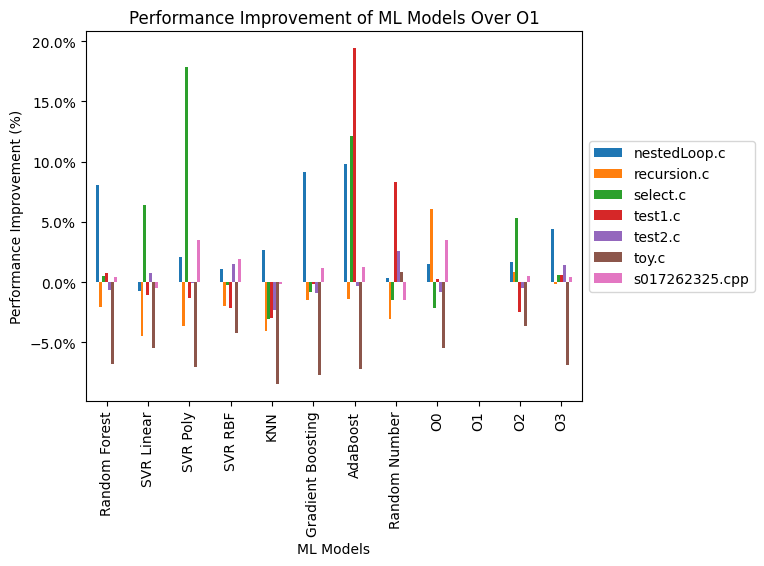 Performance Improvement of ML Models Over O1
Performance Improvement (%)
20.0%
15.0%
10.0%
5.0%
0.0%
−5.0%
Random Forest
SVR Linear
SVR Poly
SVR RBF
KNN
Gradient Boosting
AdaBoost
Random Number
O0
O1
O2
O3
ML Models
nestedLoop.c
recursion.c
select.c
test1.c
test2.c
toy.c
s017262325.cpp